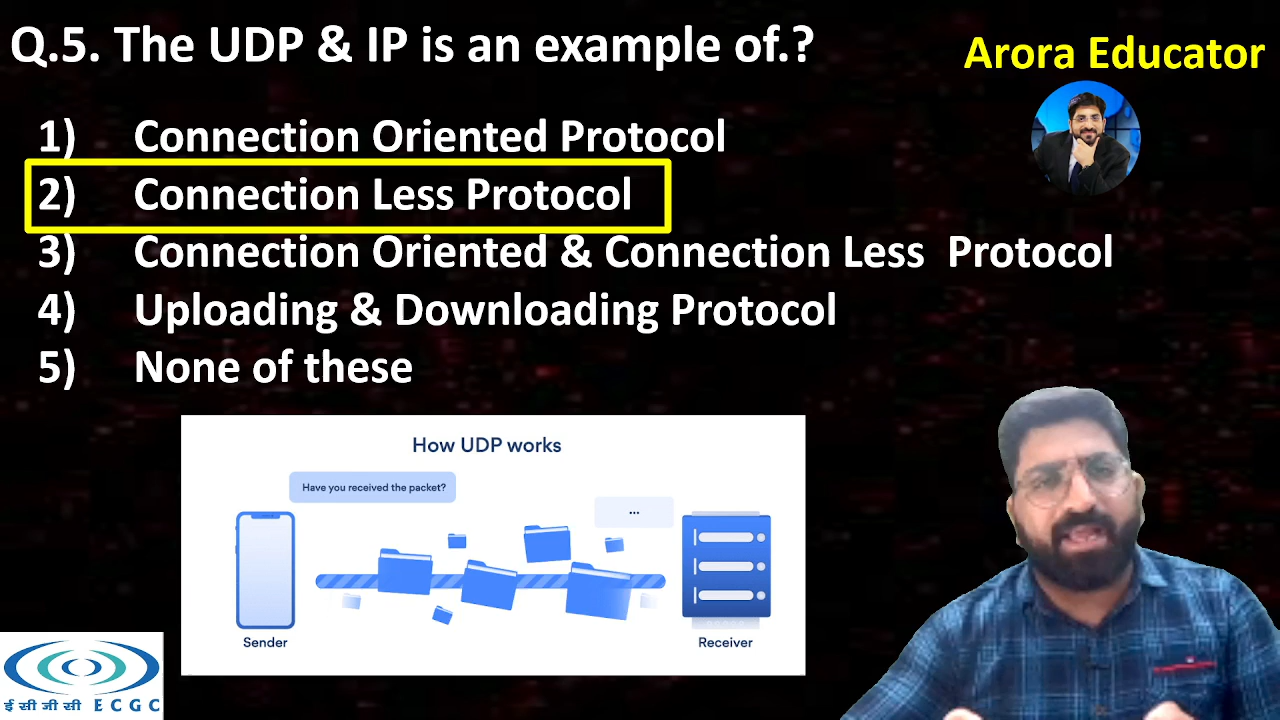 Q.5. The UDP & IP is an example of.?
Arora Educator
1) Connection Oriented Protocol
2) Connection Less Protocol
3) Connection Oriented & Connection Less Protocol
4) Uploading & Downloading Protocol
5) None of these
How UDP works
Have you received the packet?
...
Sender
Receiver
ई सी जी सी E C G C